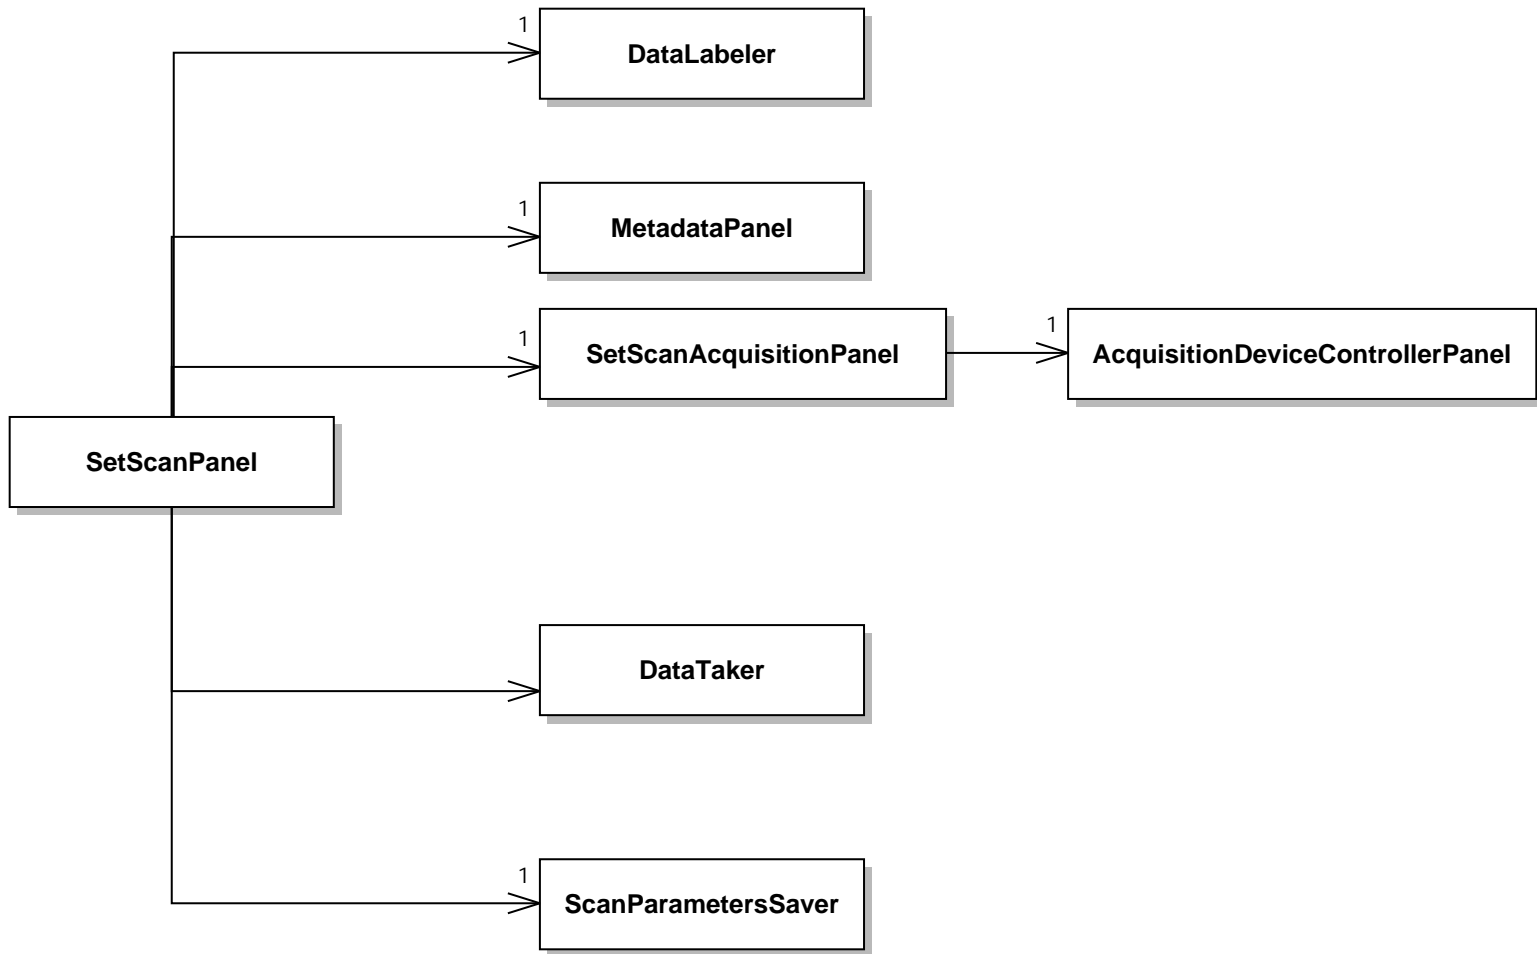 1
DataLabeler
1
MetadataPanel
1
SetScanAcquisitionPanel
1
AcquisitionDeviceControllerPanel
SetScanPanel
DataTaker
1
ScanParametersSaver